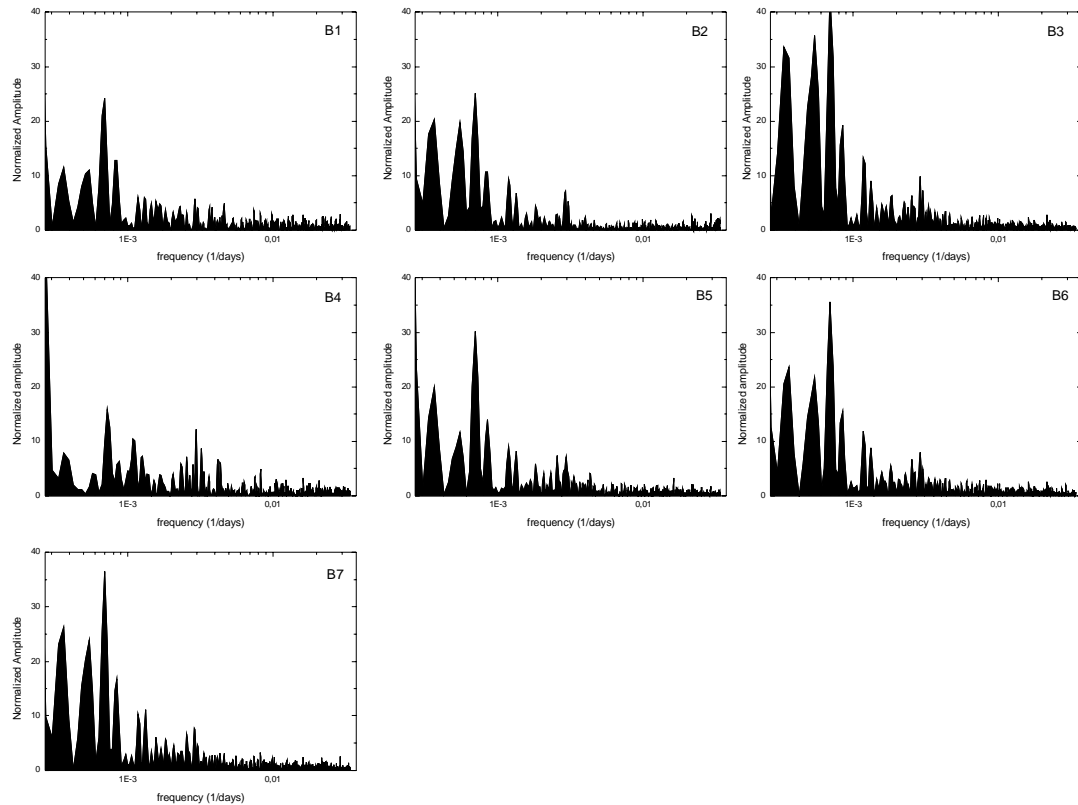 40
30
20
10
0
Normalized Amplitude
B1
1E-3
0,01
frequency (1/days)
40
30
20
10
0
Normalized Amplitude
B2
1E-3
0,01
frequency (1/days)
40
30
20
10
0
Normalized Amplitude
B3
1E-3
0,01
frequency (1/days)
40
30
20
10
0
Normalized amplitude
B4
1E-3
0,01
frequency (1/days)
40
30
20
10
0
Normalized Amplitude
B5
1E-3
0,01
frequency (1/days)
40
30
20
10
0
Normalized amplitude
B6
1E-3
0,01
frequency (1/days)
40
30
20
10
0
Normalized Amplitude
B7
1E-3
0,01
frequency (1/days)